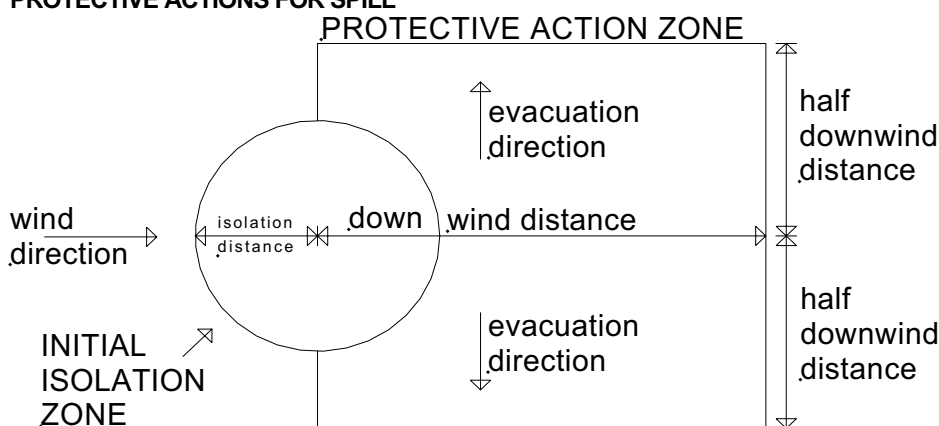 PROTECTIVE ACTIONS FOR SPILL
PROTECTIVE ACTION ZONE
evacuation
direction
half
downwind
distance
wind
direction
isolation
distance
down wind distance
evacuation
direction
half
downwind
distance
INITIAL
ISOLATION
ZONE